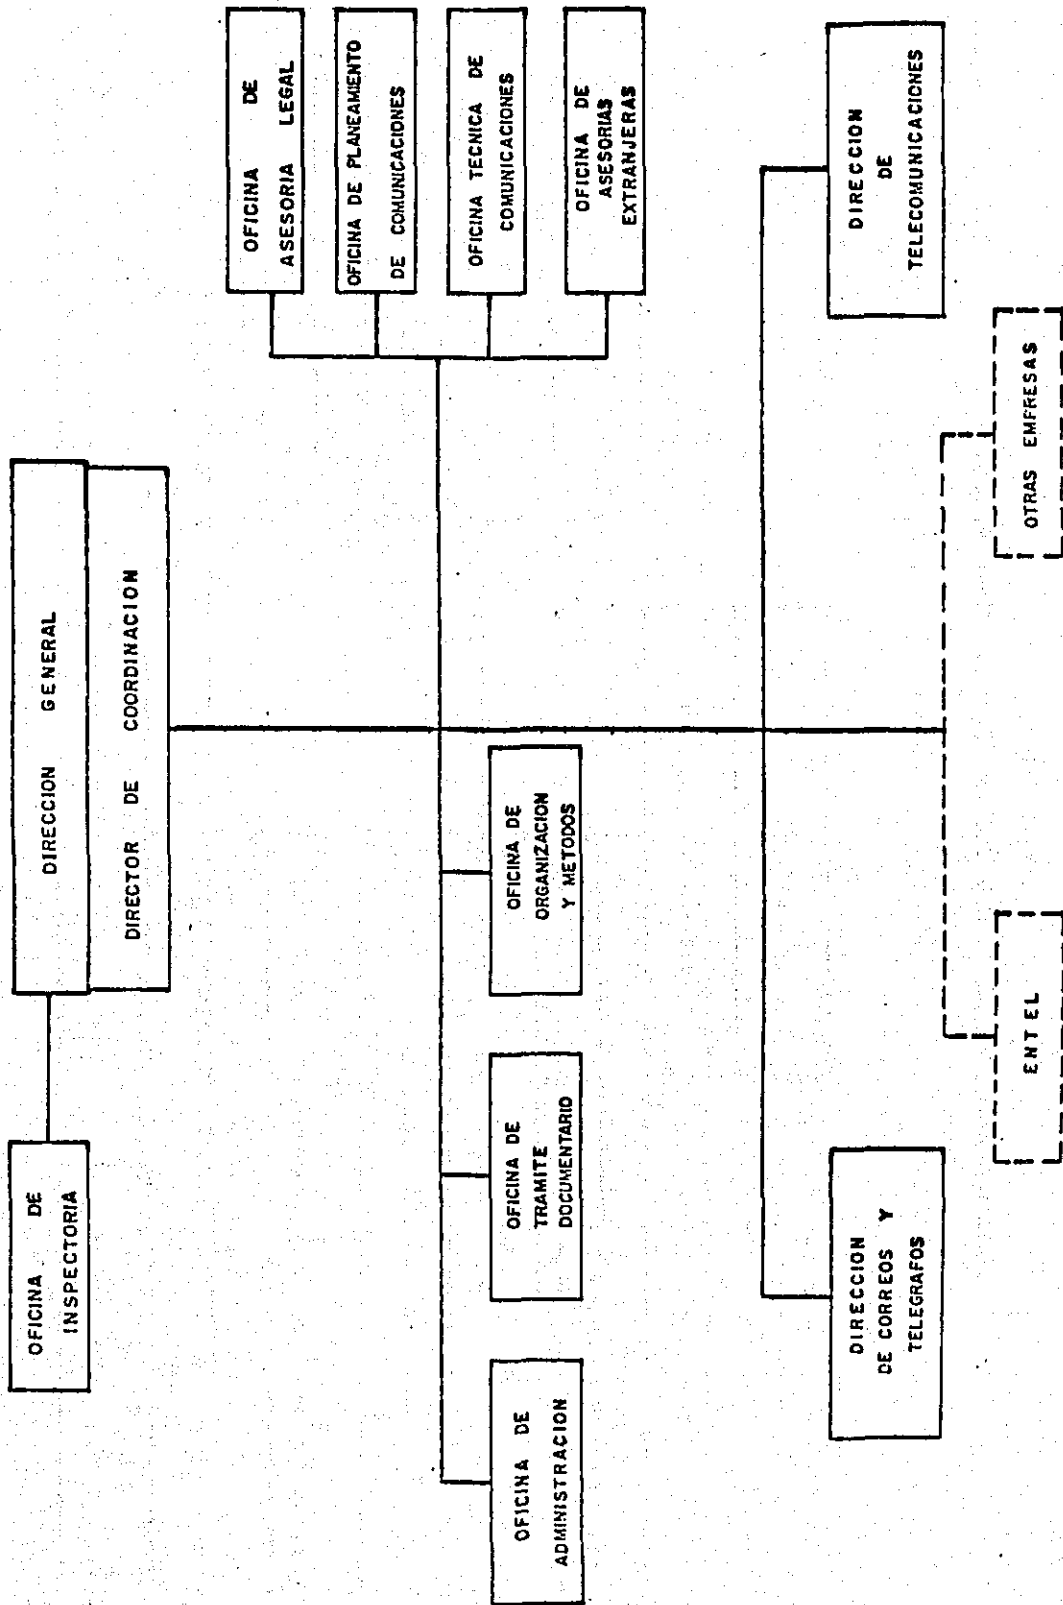 DIRECCION GENERAL
DIRECTOR DE COORDINACION
OFICINA DE
INSPECTORIA
OFICINA DE
ASESORIA LEGAL
OFICINA DE PLANEAMIENTO
DE COMUNICACIONES
OFICINA TECNICA DE
COMUNICACIONES
OFICINA DE
ASESORIAS
EXTRANJERAS
OFICINA DE
ADMINISTRACION
OFICINA DE
TRAMITE
DOCUMENTARIO
OFICINA DE
ORGANIZACION
Y METODOS
DIRECCION
DE CORREOS Y
TELEGRAFOS
DIRECCION
DE
TELECOMUNICACIONES
ENTEL
OTRAS EMPRESAS